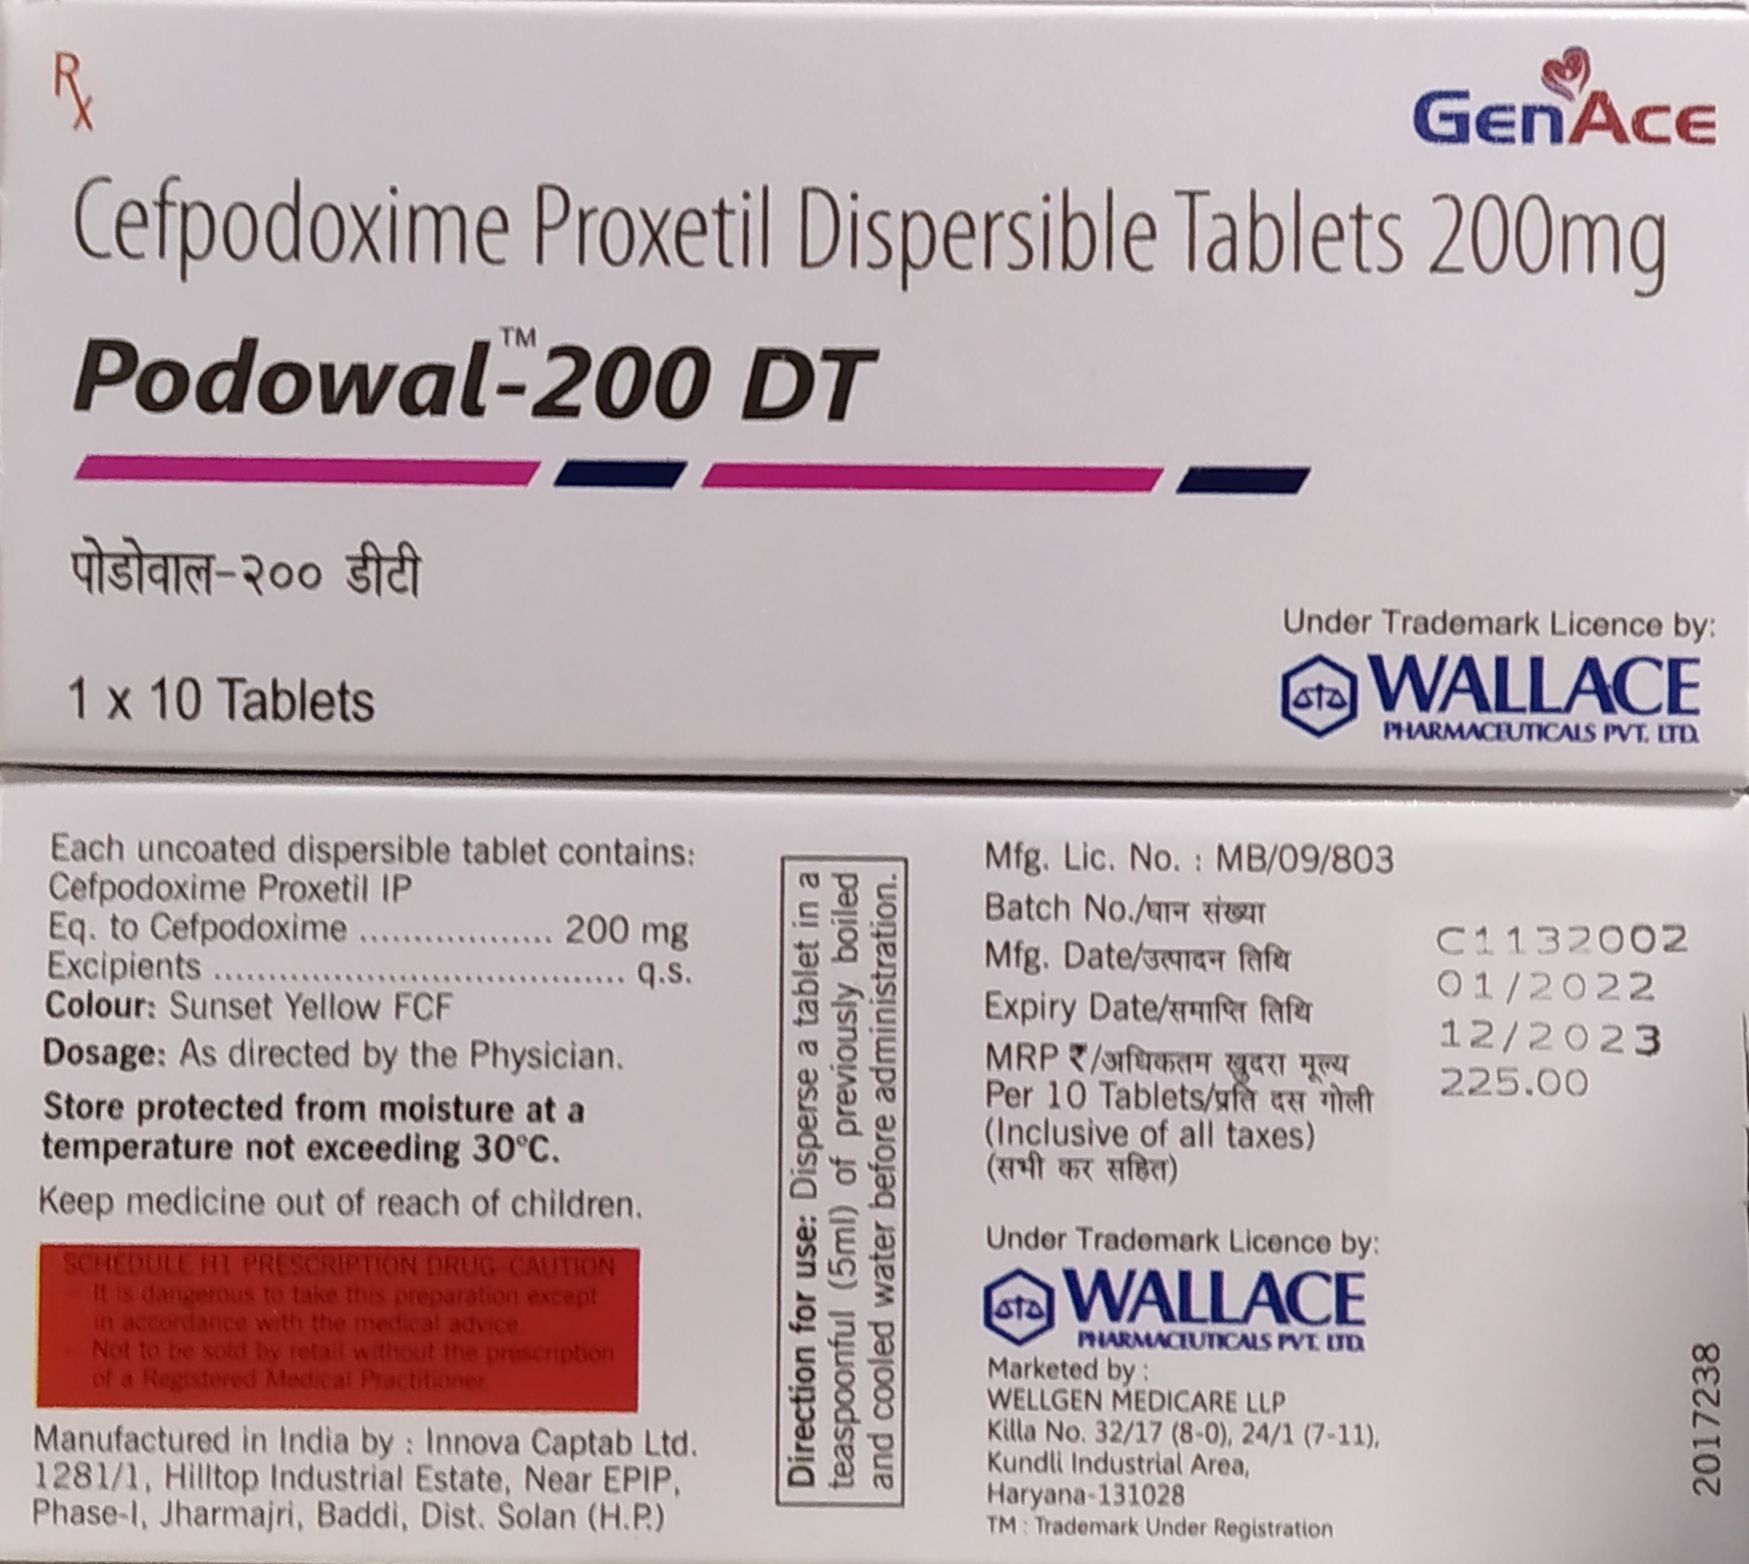 Rx
GenAce
Cefpodoxime Proxetil Dispersible Tablets 200mg
Podowal™-200 DT
पोडोवाल-२०० डीटी
1 x 10 Tablets
Under Trademark Licence by:
WALLACE
PHARMACEUTICALS PVT. LTD.
Each uncoated dispersible tablet contains:
Cefpodoxime Proxetil IP
Eq. to Cefpodoxime .................. 200 mg
Excipients ...................................... q.s.
Colour: Sunset Yellow FCF
Dosage: As directed by the Physician.
Store protected from moisture at a
temperature not exceeding 30°C.
Keep medicine out of reach of children.
SCHEDULE H1 PRESCRIPTION DRUG-CAUTION
- It is dangerous to take this preparation except
in accordance with the medical advice.
- Not to be sold by retail without the prescription
of a Registered Medical Practitioner.
Manufactured in India by : Innova Captab Ltd.
1281/1, Hilltop Industrial Estate, Near EPIP,
Phase-I, Jharmajri, Baddi, Dist. Solan (H.P.)
Direction for use: Disperse a tablet in a
teaspoonful (5ml) of previously boiled
and cooled water before administration.
Mfg. Lic. No. : MB/09/803
Batch No./घान संख्या C1132002
Mfg. Date/उत्पादन तिथि 01/2022
Expiry Date/समाप्ति तिथि 12/2023
MRP ₹/अधिकतम खुदरा मूल्य 225.00
Per 10 Tablets/प्रति दस गोली
(Inclusive of all taxes)
(सभी कर सहित)
Under Trademark Licence by:
WALLACE
PHARMACEUTICALS PVT. LTD.
Marketed by :
WELLGEN MEDICARE LLP
Killa No. 32/17 (8-0), 24/1 (7-11),
Kundli Industrial Area,
Haryana-131028
TM : Trademark Under Registration
2017238